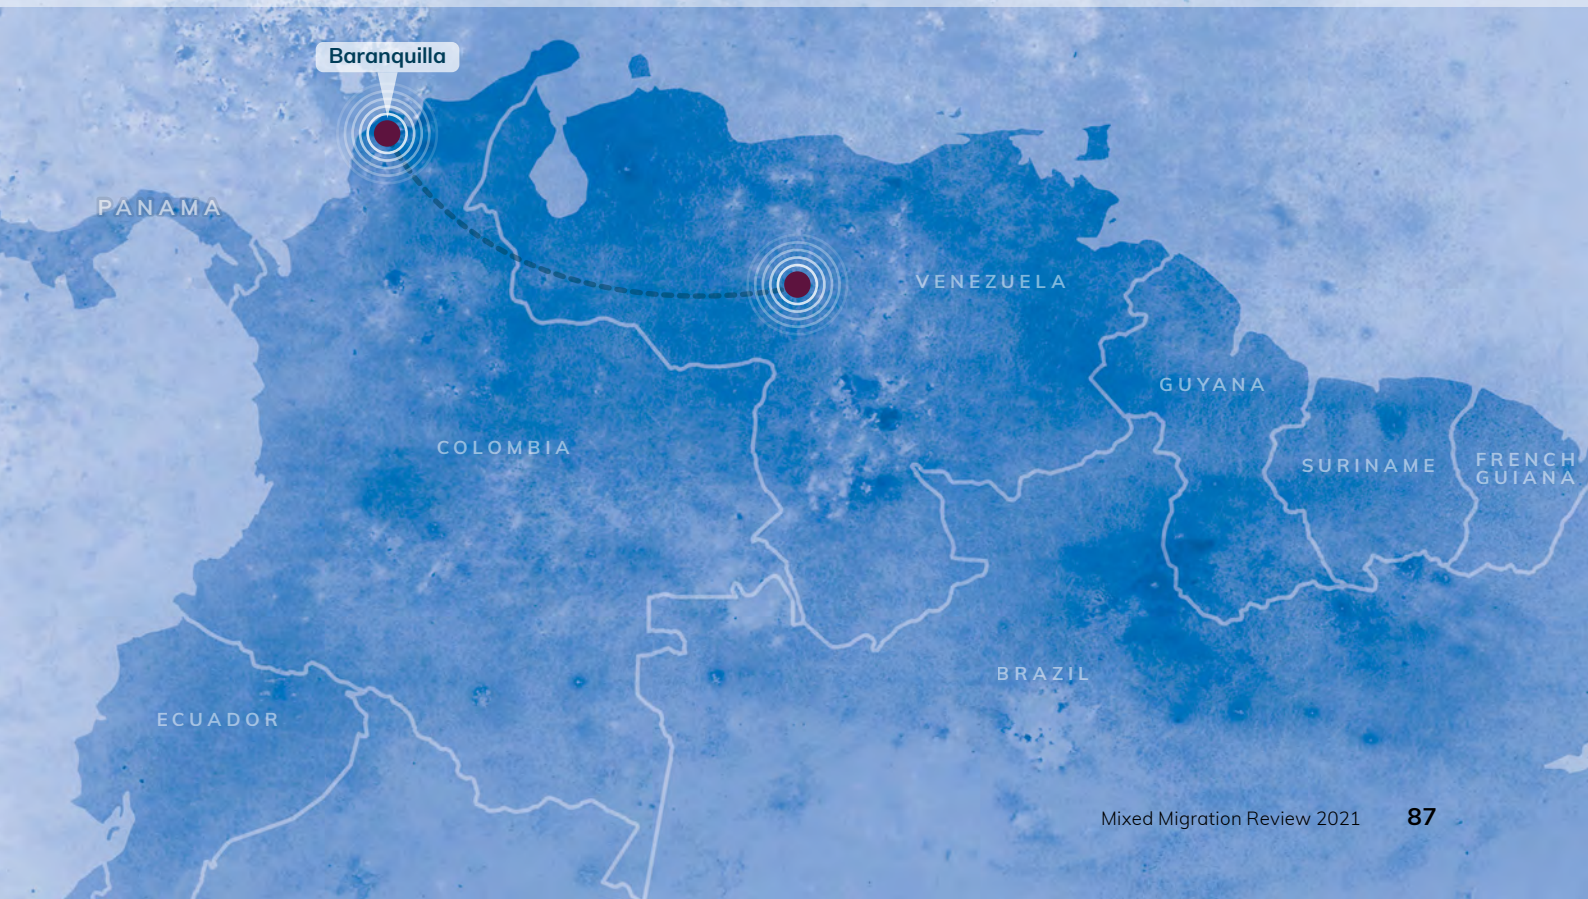 Baranquilla
PANAMA
VENEZUELA
GUYANA
COLOMBIA
SURINAME
FRENCH
GUIANA
BRAZIL
ECUADOR
Mixed Migration Review 2021 87